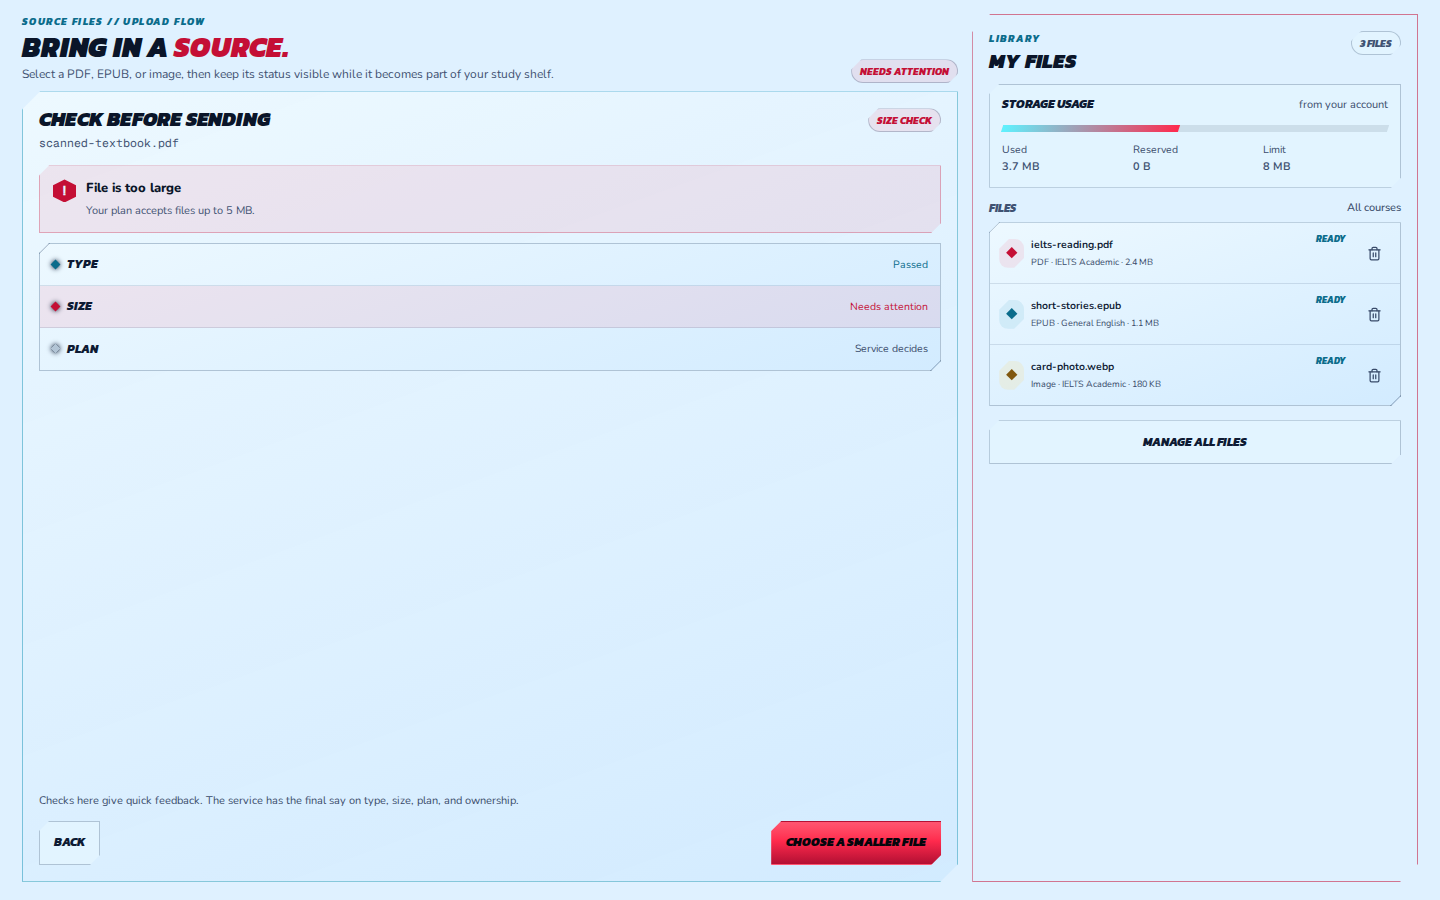 SOURCE FILES // UPLOAD FLOW
BRING IN A SOURCE.
Select a PDF, EPUB, or image, then keep its status visible while it becomes part of your study shelf.
NEEDS ATTENTION
CHECK BEFORE SENDING
scanned-textbook.pdf
SIZE CHECK
!
File is too large
Your plan accepts files up to 5 MB.
TYPE Passed
SIZE Needs attention
PLAN Service decides
Checks here give quick feedback. The service has the final say on type, size, plan, and ownership.
BACK
CHOOSE A SMALLER FILE
LIBRARY
MY FILES
3 FILES
STORAGE USAGE from your account
Used Reserved Limit
3.7 MB 0 B 8 MB
FILES All courses
ielts-reading.pdf READY
PDF · IELTS Academic · 2.4 MB
short-stories.epub READY
EPUB · General English · 1.1 MB
card-photo.webp READY
Image · IELTS Academic · 180 KB
MANAGE ALL FILES